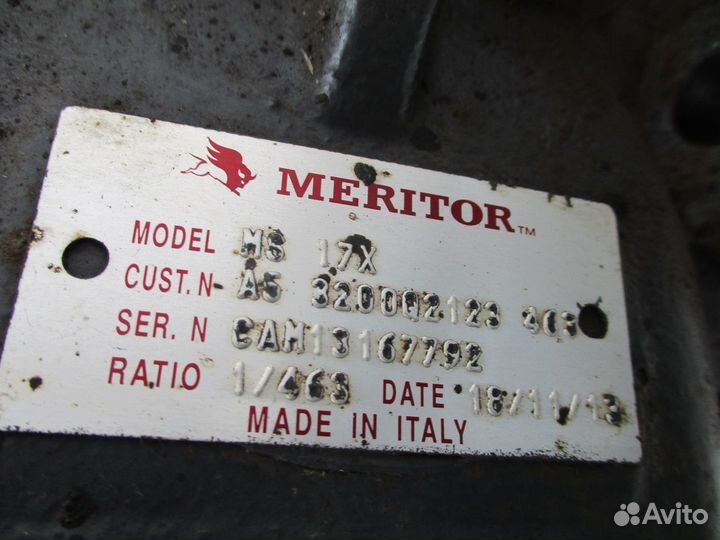 MERITOR™
MODEL MS 17X
CUST. N A5 3200Q2123
SER. N CAM13167792
RATIO 1/463 DATE 18/11/13
MADE IN ITALY
Avito